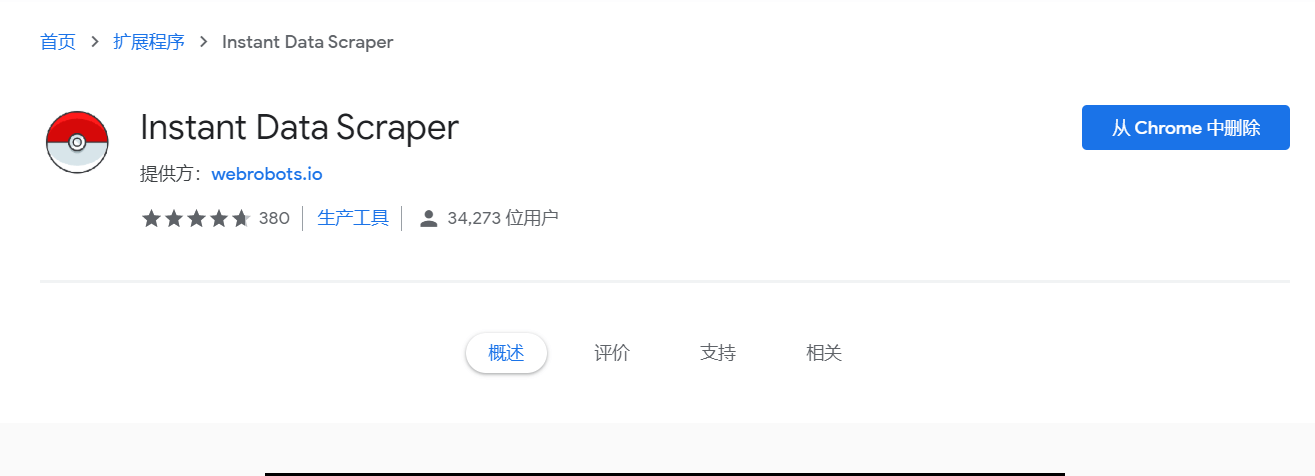 首页 > 扩展程序 > Instant Data Scraper
Instant Data Scraper
从 Chrome 中删除
提供方：webrobots.io
380 生产工具 34,273 位用户
概述 评价 支持 相关